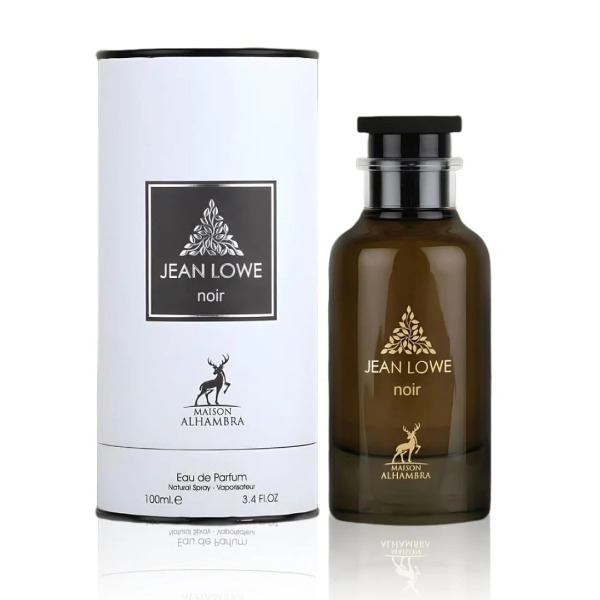 JEAN LOWE
noir
MAISON
ALHAMBRA
Eau de Parfum
Natural Spray - Vaporisateur
100ml.e 3.4 FL.OZ
JEAN LOWE
noir
MAISON
ALHAMBRA